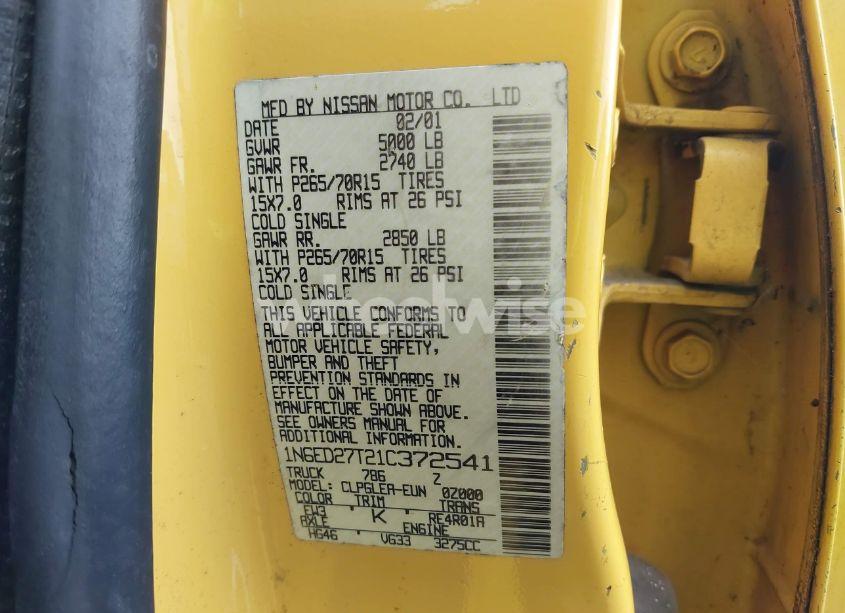 MFD BY NISSAN MOTOR CO. LTD
DATE 02/01
GVWR 5000 LB
GAWR FR. 2740 LB
WITH P265/70R15 TIRES
15X7.0 RIMS AT 26 PSI
COLD SINGLE
GAWR RR. 2850 LB
WITH P265/70R15 TIRES
15X7.0 RIMS AT 26 PSI
COLD SINGLE
THIS VEHICLE CONFORMS TO
ALL APPLICABLE FEDERAL
MOTOR VEHICLE SAFETY,
BUMPER AND THEFT
PREVENTION STANDARDS IN
EFFECT ON THE DATE OF
MANUFACTURE SHOWN ABOVE.
SEE OWNERS MANUAL FOR
ADDITIONAL INFORMATION.
1N6ED27T21C372541
TRUCK 786 Z
MODEL: CLPGLEA-EUN 0Z000
COLOR TRIM TRANS
EW3 K RE4R01A
AXLE ENGINE
HG46 VG33 3275CC